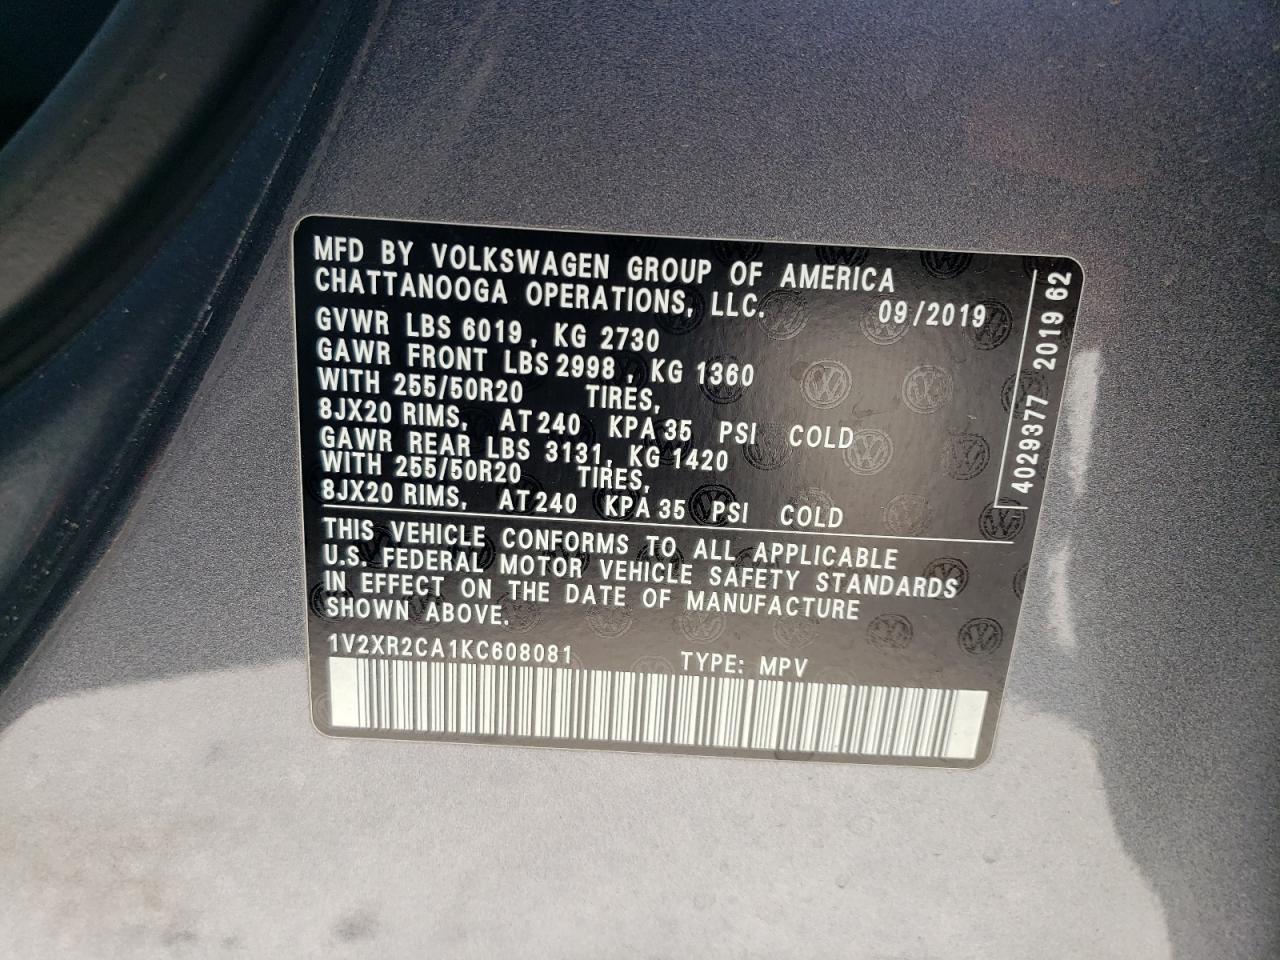 MFD BY VOLKSWAGEN GROUP OF AMERICA
CHATTANOOGA OPERATIONS, LLC. 09/2019
GVWR LBS 6019, KG 2730
GAWR FRONT LBS 2998, KG 1360
WITH 255/50R20 TIRES,
8JX20 RIMS, AT 240 KPA 35 PSI COLD
GAWR REAR LBS 3131, KG 1420
WITH 255/50R20 TIRES,
8JX20 RIMS, AT 240 KPA 35 PSI COLD
THIS VEHICLE CONFORMS TO ALL APPLICABLE
U.S. FEDERAL MOTOR VEHICLE SAFETY STANDARDS
IN EFFECT ON THE DATE OF MANUFACTURE
SHOWN ABOVE.
1V2XR2CA1KC608081 TYPE: MPV
4029377 201962